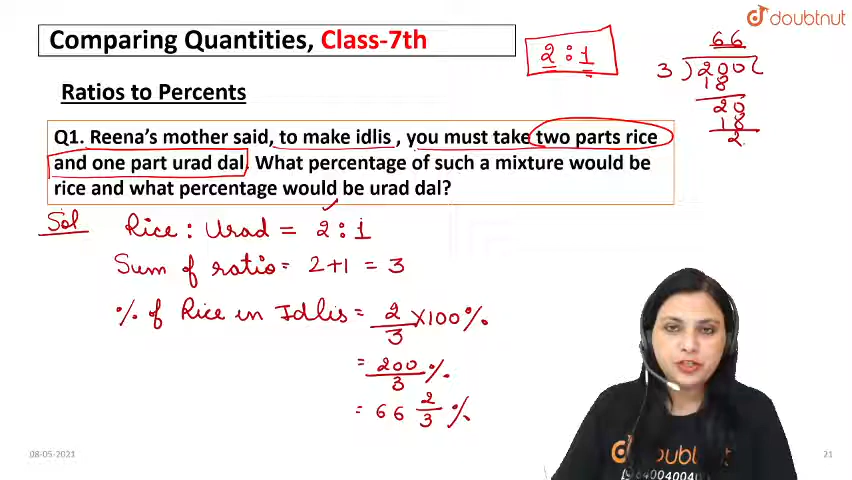 doubtnut
Comparing Quantities, Class-7th
2 : 1
66
3 ) 200 (
18
20
18
2
Ratios to Percents
Q1. Reena's mother said, to make idlis , you must take two parts rice
and one part urad dal. What percentage of such a mixture would be
rice and what percentage would be urad dal?
Sol
Rice : Urad = 2 : 1
Sum of ratio = 2+1 = 3
% of Rice in Idlis = 2/3 ×100%
= 200/3 %
= 66 2/3 %
doubtnut
08-05-2021
21